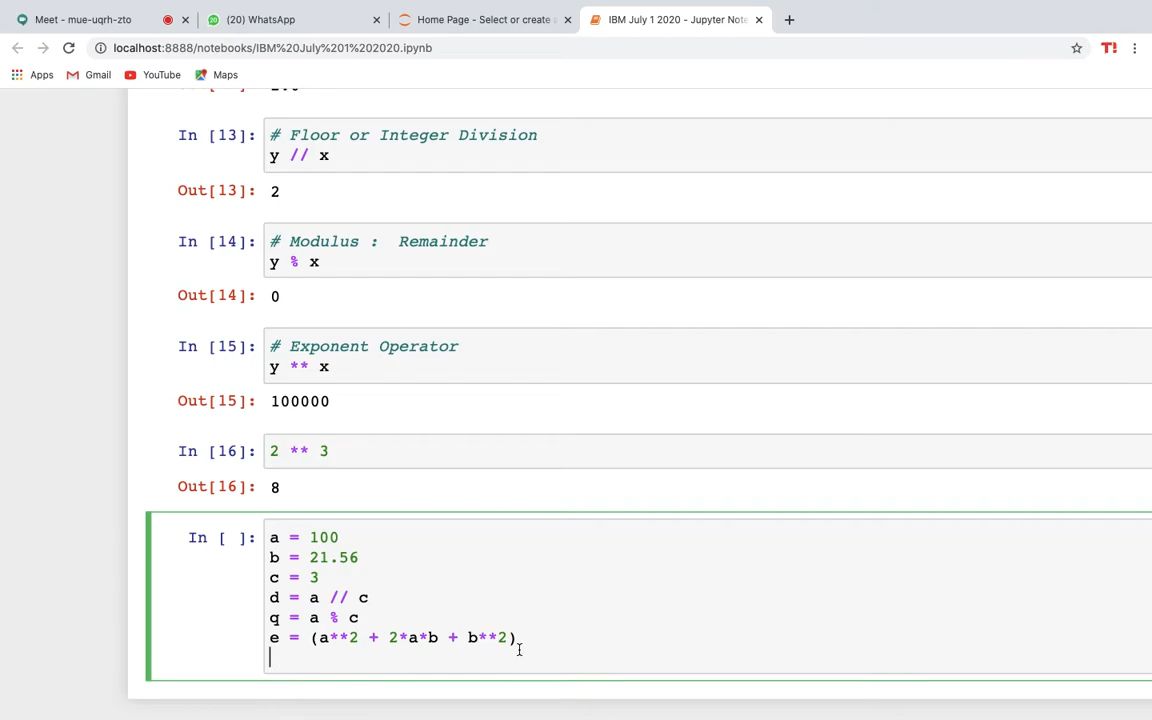 Meet - mue-uqrh-zto
(20) WhatsApp
Home Page - Select or create
IBM July 1 2020 - Jupyter Note
localhost:8888/notebooks/IBM%20July%201%202020.ipynb
Apps
Gmail
YouTube
Maps
In [13]:
# Floor or Integer Division
y // x
Out[13]:
2
In [14]:
# Modulus :  Remainder
y % x
Out[14]:
0
In [15]:
# Exponent Operator
y ** x
Out[15]:
100000
In [16]:
2 ** 3
Out[16]:
8
In [ ]:
a = 100
b = 21.56
c = 3
d = a // c
q = a % c
e = (a**2 + 2*a*b + b**2)